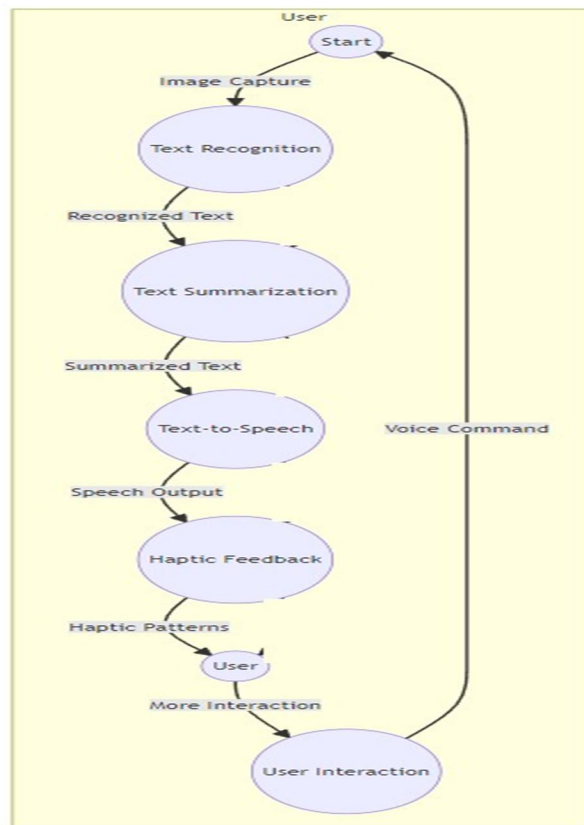 User
Start
Image Capture
Text Recognition
Recognized Text
Text Summarization
Summarized Text
Text-to-Speech
Voice Command
Speech Output
Haptic Feedback
Haptic Patterns
User
More Interaction
User Interaction